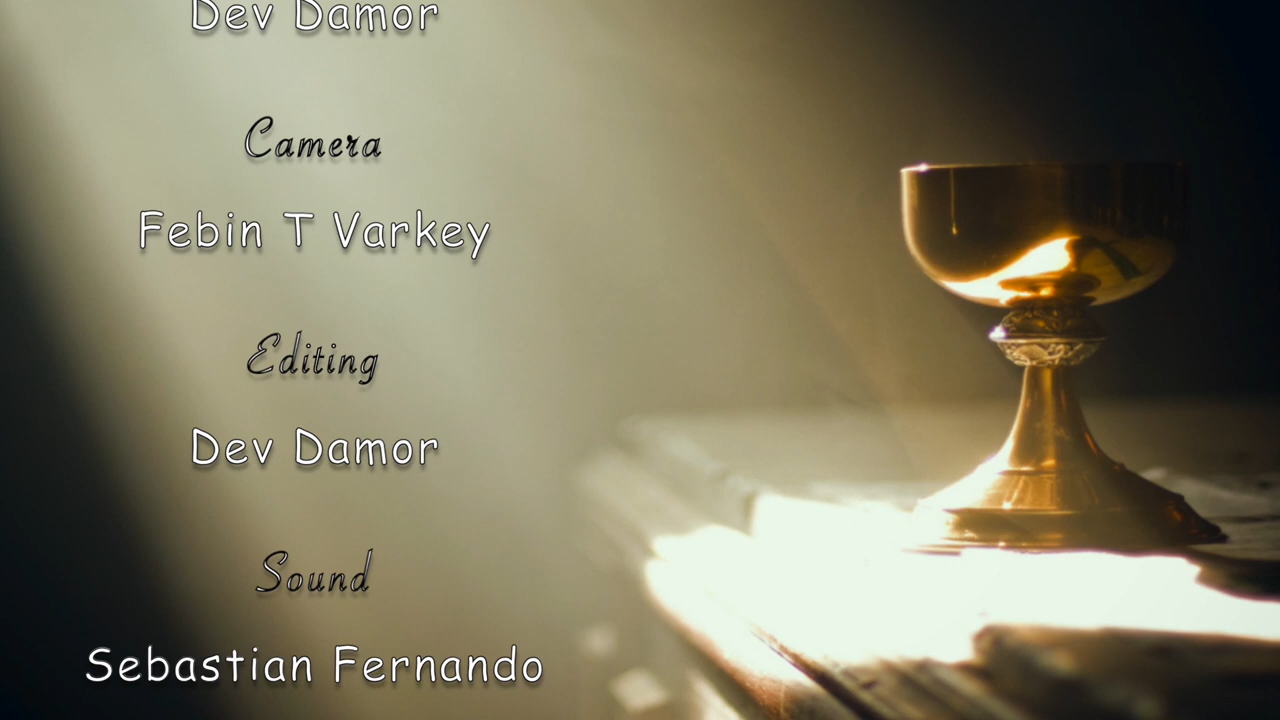 Dev Damor
Camera
Febin T Varkey
Editing
Dev Damor
Sound
Sebastian Fernando